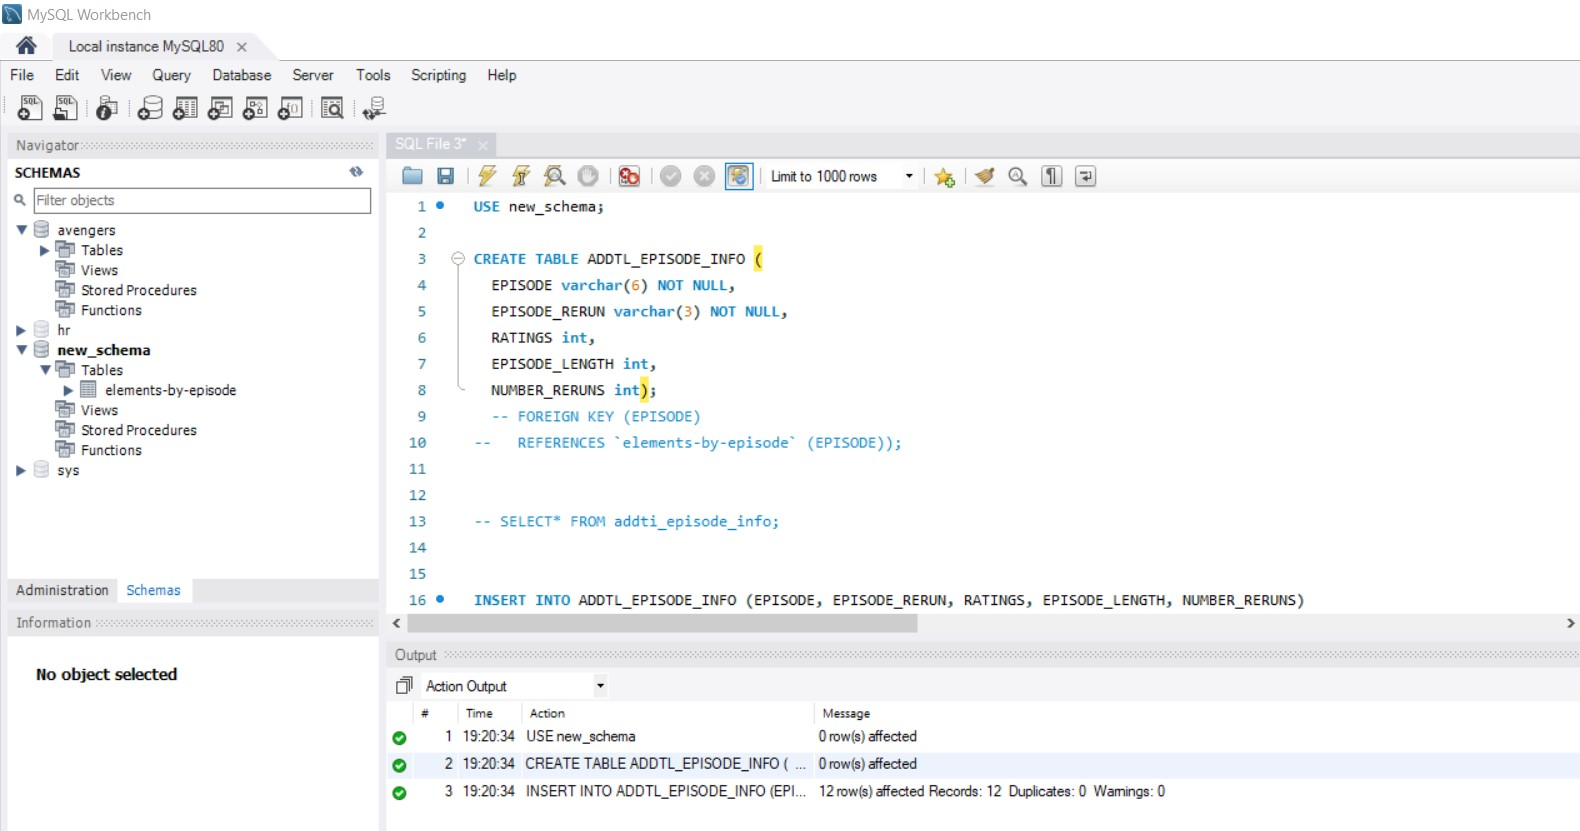 MySQL Workbench
Local instance MySQL80
File Edit View Query Database Server Tools Scripting Help
Navigator
SCHEMAS
Filter objects
avengers
Tables
Views
Stored Procedures
Functions
hr
new_schema
Tables
elements-by-episode
Views
Stored Procedures
Functions
sys
Administration Schemas
Information
No object selected
SQL File 3*
Limit to 1000 rows
1 USE new_schema;
2
3 CREATE TABLE ADDTL_EPISODE_INFO (
4 EPISODE varchar(6) NOT NULL,
5 EPISODE_RERUN varchar(3) NOT NULL,
6 RATINGS int,
7 EPISODE_LENGTH int,
8 NUMBER_RERUNS int);
9 -- FOREIGN KEY (EPISODE)
10 -- REFERENCES `elements-by-episode` (EPISODE));
11
12
13 -- SELECT* FROM addti_episode_info;
14
15
16 INSERT INTO ADDTL_EPISODE_INFO (EPISODE, EPISODE_RERUN, RATINGS, EPISODE_LENGTH, NUMBER_RERUNS)
Output
Action Output
# Time Action Message
1 19:20:34 USE new_schema 0 row(s) affected
2 19:20:34 CREATE TABLE ADDTL_EPISODE_INFO ( ... 0 row(s) affected
3 19:20:34 INSERT INTO ADDTL_EPISODE_INFO (EPI... 12 row(s) affected Records: 12 Duplicates: 0 Warnings: 0